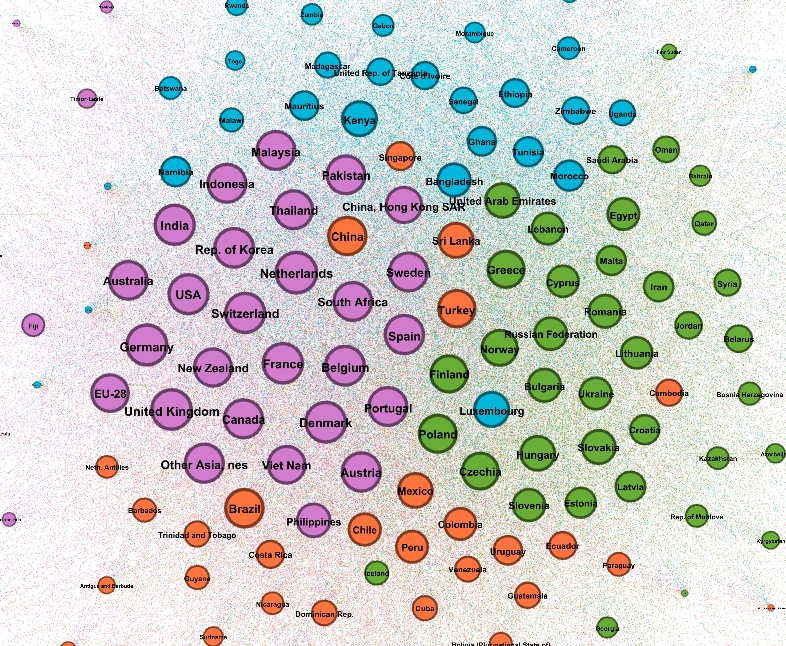 Rwanda
Zambia
Gabon
Mozambique
Cameroon
Togo
Madagascar
United Rep. of Tanzania
Cote d'Ivoire
Botswana
Timor-Leste
Mauritius
Senegal
Ethiopia
Malawi
Kenya
Zimbabwe
Uganda
Malaysia
Singapore
Ghana
Tunisia
Saudi Arabia
Oman
Namibia
Indonesia
Pakistan
Bangladesh
Morocco
Bahrain
Thailand
China, Hong Kong SAR
United Arab Emirates
India
Lebanon
Egypt
Qatar
Rep. of Korea
China
Sri Lanka
Australia
Netherlands
Sweden
Greece
Cyprus
Malta
Iran
Syria
USA
South Africa
Switzerland
Turkey
Romania
Fiji
Jordan
Germany
Spain
Russian Federation
Belarus
New Zealand
France
Belgium
Norway
Lithuania
Finland
EU-28
Bulgaria
Ukraine
Cambodia
Bosnia Herzegovina
United Kingdom
Canada
Denmark
Portugal
Luxembourg
Poland
Croatia
Other Asia, nes
Viet Nam
Austria
Czechia
Hungary
Slovakia
Kazakhstan
Azerbaijan
Neth. Antilles
Mexico
Latvia
Barbados
Brazil
Philippines
Chile
Colombia
Slovenia
Estonia
Rep. of Moldova
Trinidad and Tobago
Costa Rica
Peru
Uruguay
Ecuador
Kyrgyzstan
Guyana
Iceland
Venezuela
Paraguay
Antigua and Barbuda
Nicaragua
Dominican Rep.
Cuba
Guatemala
Suriname
Georgia
Bolivia (Plurinational State of)